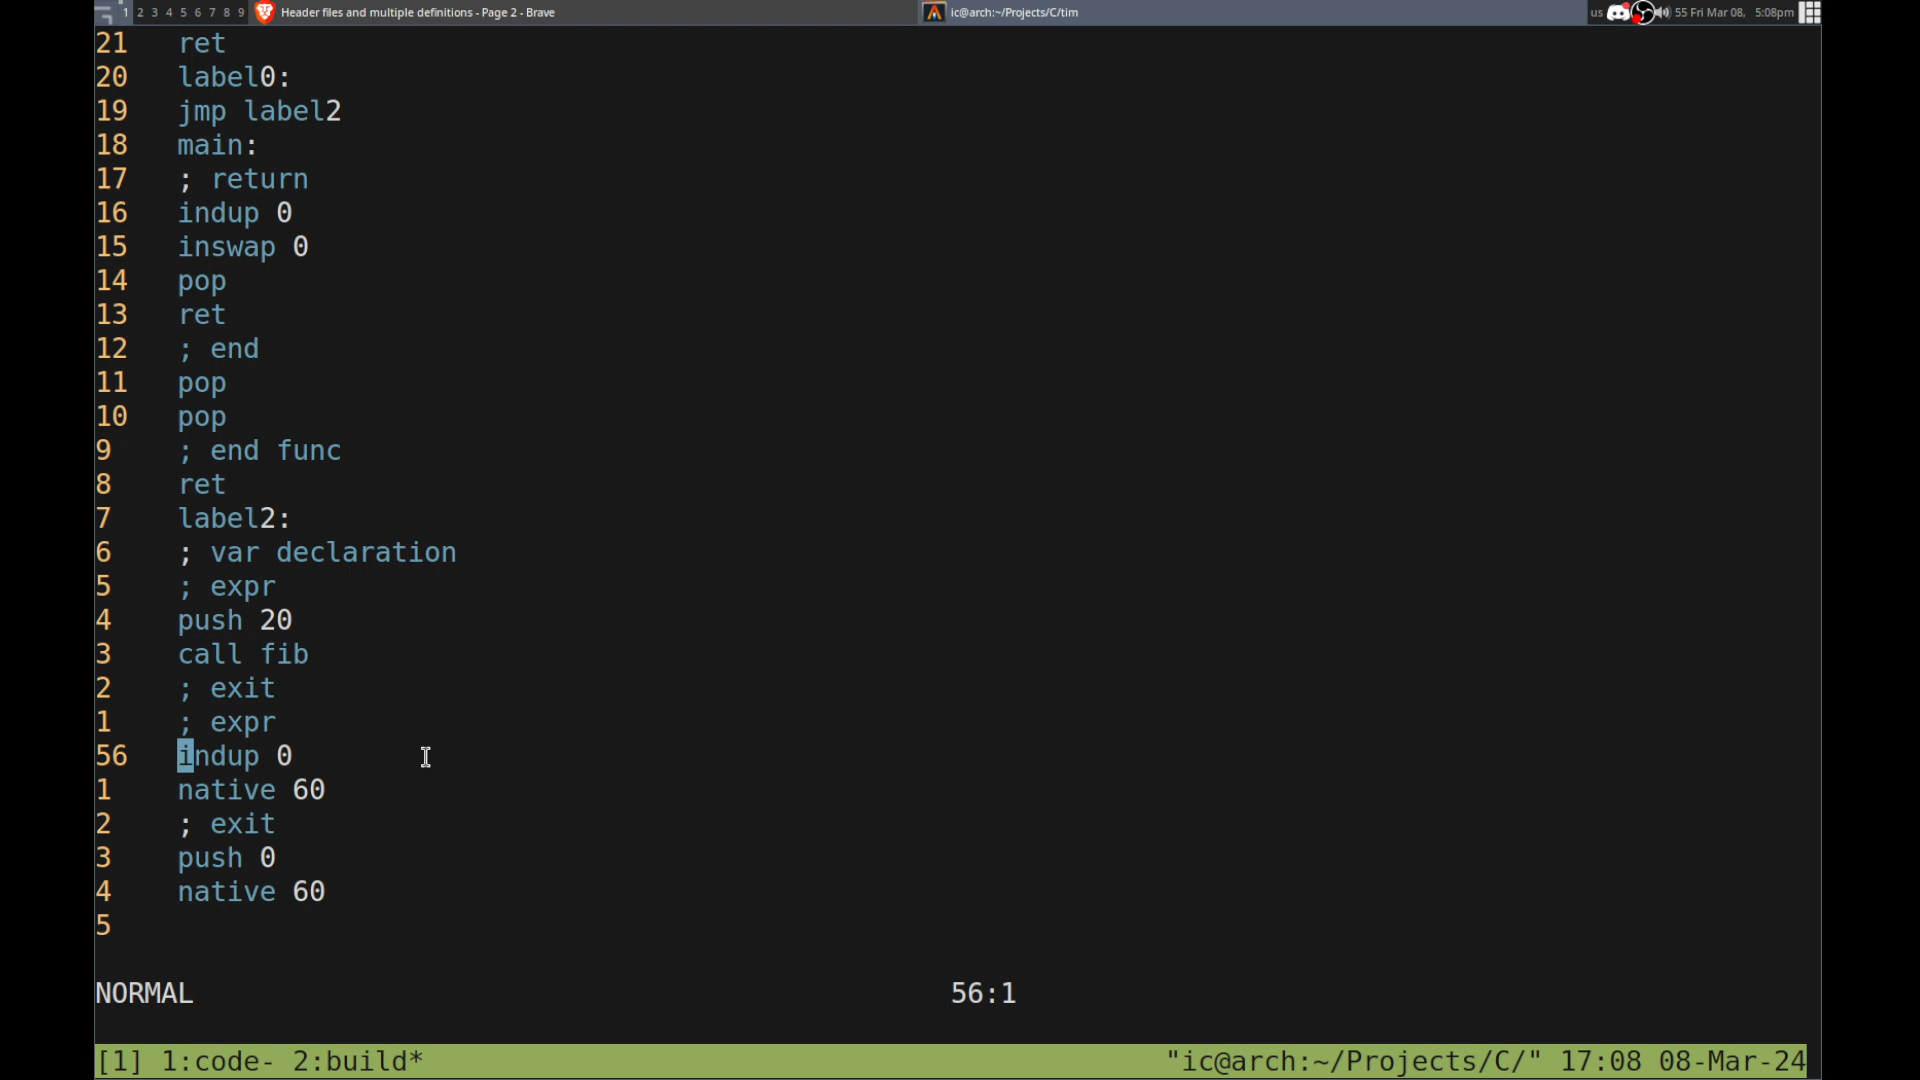 1 2 3 4 5 6 7 8 9 Header files and multiple definitions - Page 2 - Brave ic@arch:~/Projects/C/tim us 55 Fri Mar 08, 5:08pm
21 ret
20 label0:
19 jmp label2
18 main:
17 ; return
16 indup 0
15 inswap 0
14 pop
13 ret
12 ; end
11 pop
10 pop
9 ; end func
8 ret
7 label2:
6 ; var declaration
5 ; expr
4 push 20
3 call fib
2 ; exit
1 ; expr
56 indup 0
1 native 60
2 ; exit
3 push 0
4 native 60
5
NORMAL 56:1
[1] 1:code- 2:build* "ic@arch:~/Projects/C/" 17:08 08-Mar-24